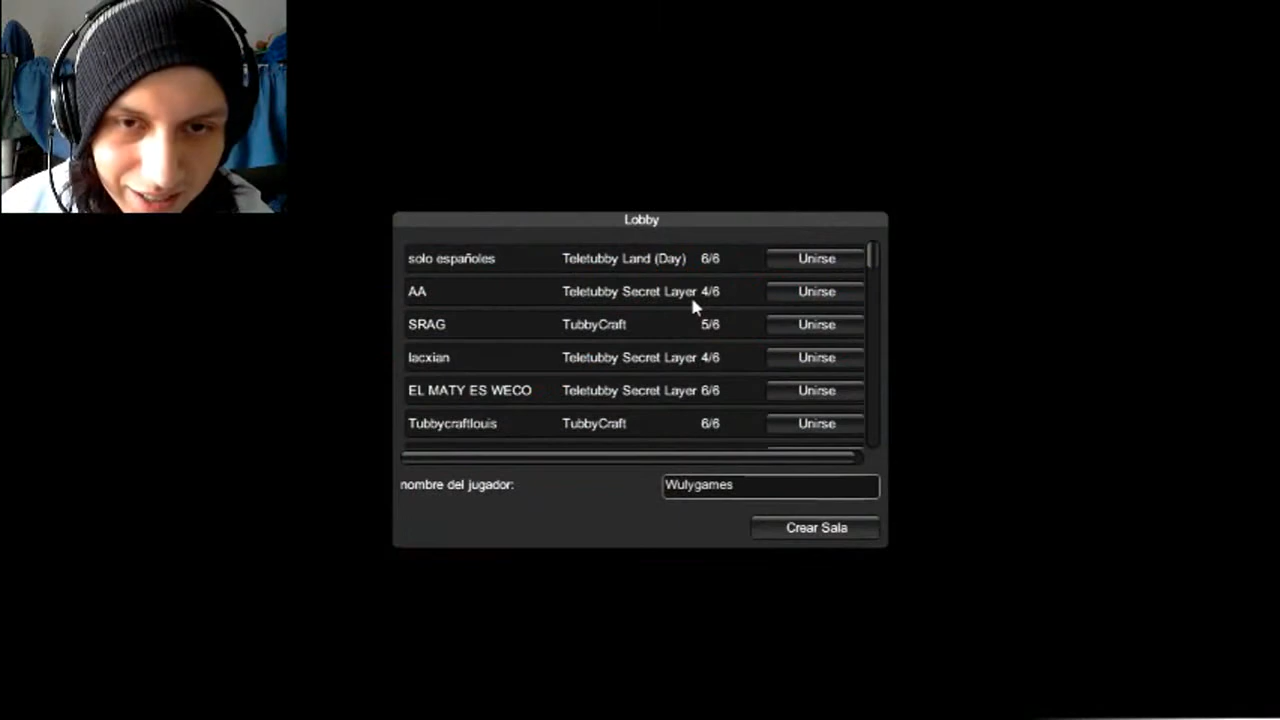 Lobby
solo españoles Teletubby Land (Day) 6/6 Unirse
AA Teletubby Secret Layer 4/6 Unirse
SRAG TubbyCraft 5/6 Unirse
lacxian Teletubby Secret Layer 4/6 Unirse
EL MATY ES WECO Teletubby Secret Layer 6/6 Unirse
Tubbycraftlouis TubbyCraft 6/6 Unirse
nombre del jugador: Wulygames
Crear Sala